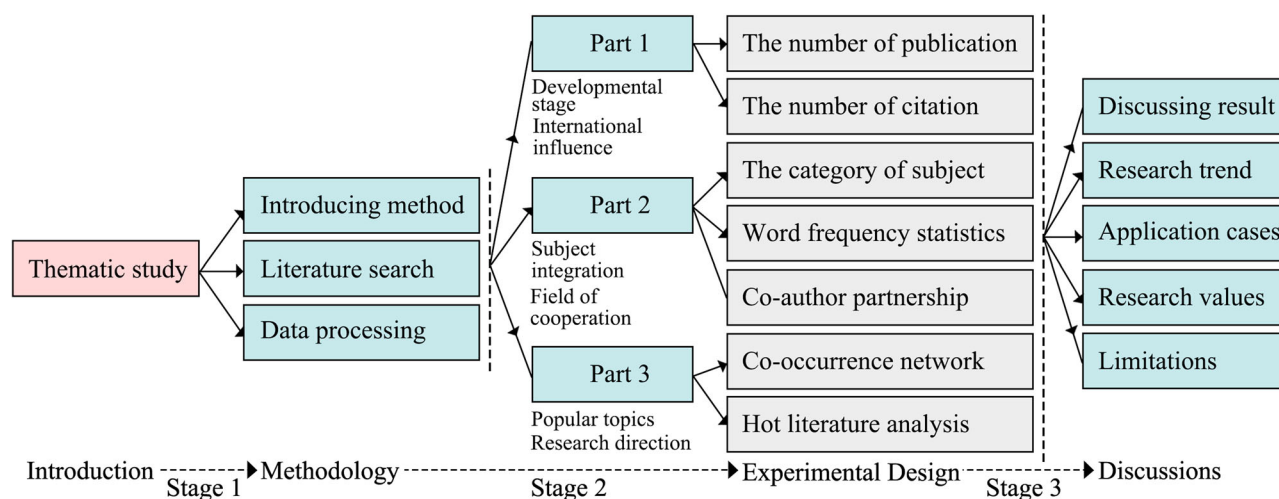 Thematic study
Introducing method
Literature search
Data processing
Part 1
Developmental
stage
International
influence
Part 2
Subject
integration
Field of
cooperation
Part 3
Popular topics
Research direction
The number of publication
The number of citation
The category of subject
Word frequency statistics
Co-author partnership
Co-occurrence network
Hot literature analysis
Discussing result
Research trend
Application cases
Research values
Limitations
Introduction
Stage 1
Methodology
Stage 2
Experimental Design
Stage 3
Discussions